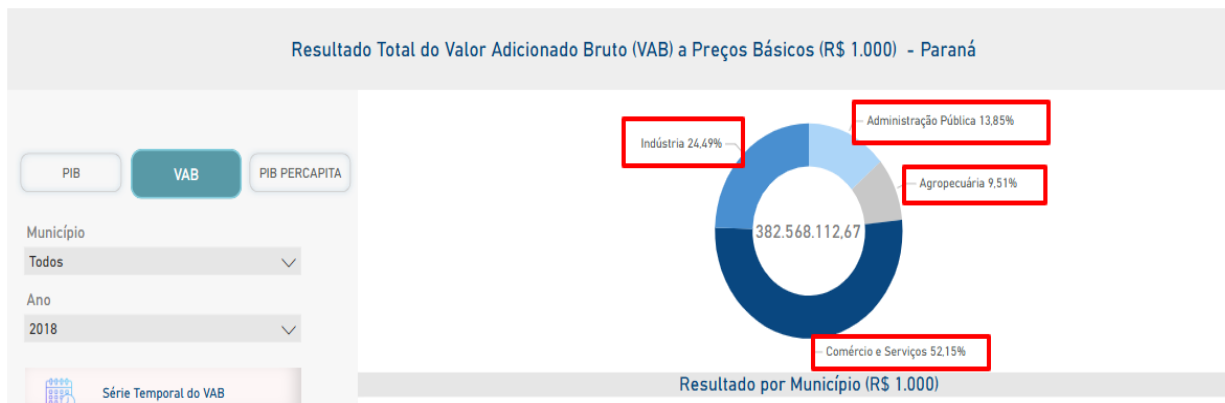 Resultado Total do Valor Adicionado Bruto (VAB) a Preços Básicos (R$ 1.000) - Paraná
PIB
VAB
PIB PERCAPITA
Município
Todos
Ano
2018
Série Temporal do VAB
Administração Pública 13,85%
Indústria 24,49%
Agropecuária 9,51%
382.568.112,67
Comércio e Serviços 52,15%
Resultado por Município (R$ 1.000)